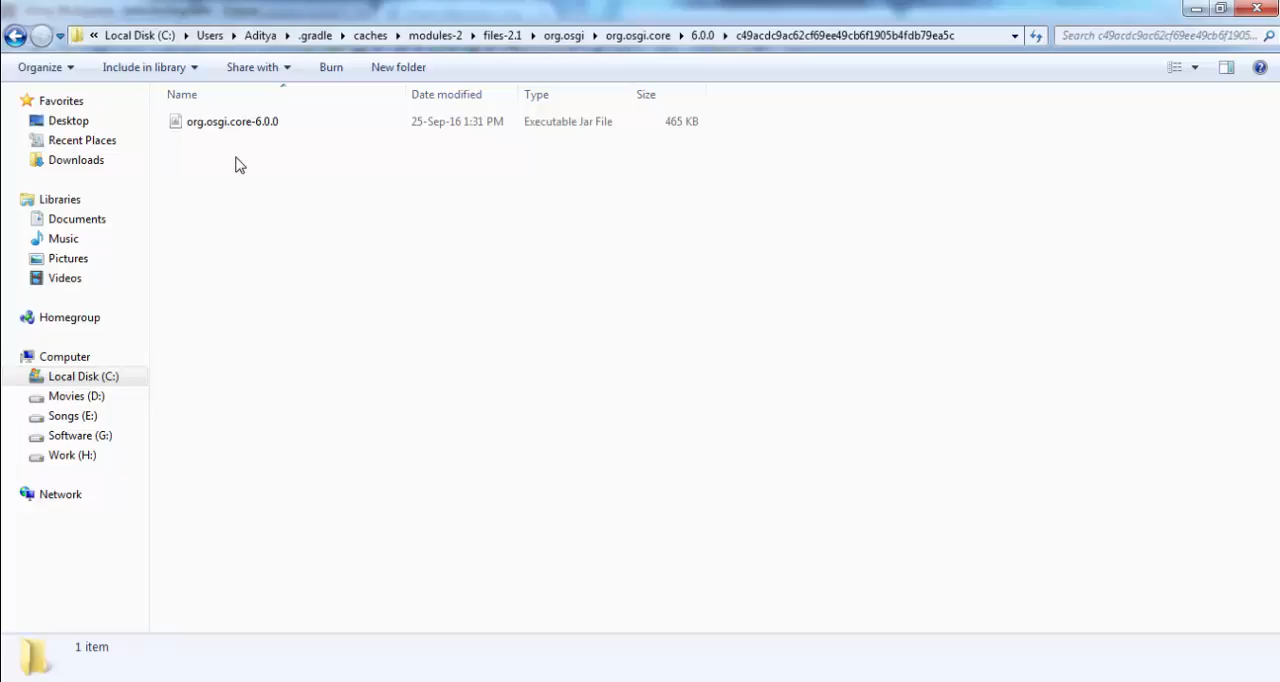 « Local Disk (C:) Users Aditya .gradle caches modules-2 files-2.1 org.osgi org.osgi.core 6.0.0 c49acdc9ac62cf69ee49cb6f1905b4fdb79ea5c Search c49acdc9ac62cf69ee49cb6f1905...
Organize Include in library Share with Burn New folder
Name Date modified Type Size
org.osgi.core-6.0.0 25-Sep-16 1:31 PM Executable Jar File 465 KB
Favorites
Desktop
Recent Places
Downloads
Libraries
Documents
Music
Pictures
Videos
Homegroup
Computer
Local Disk (C:)
Movies (D:)
Songs (E:)
Software (G:)
Work (H:)
Network
1 item